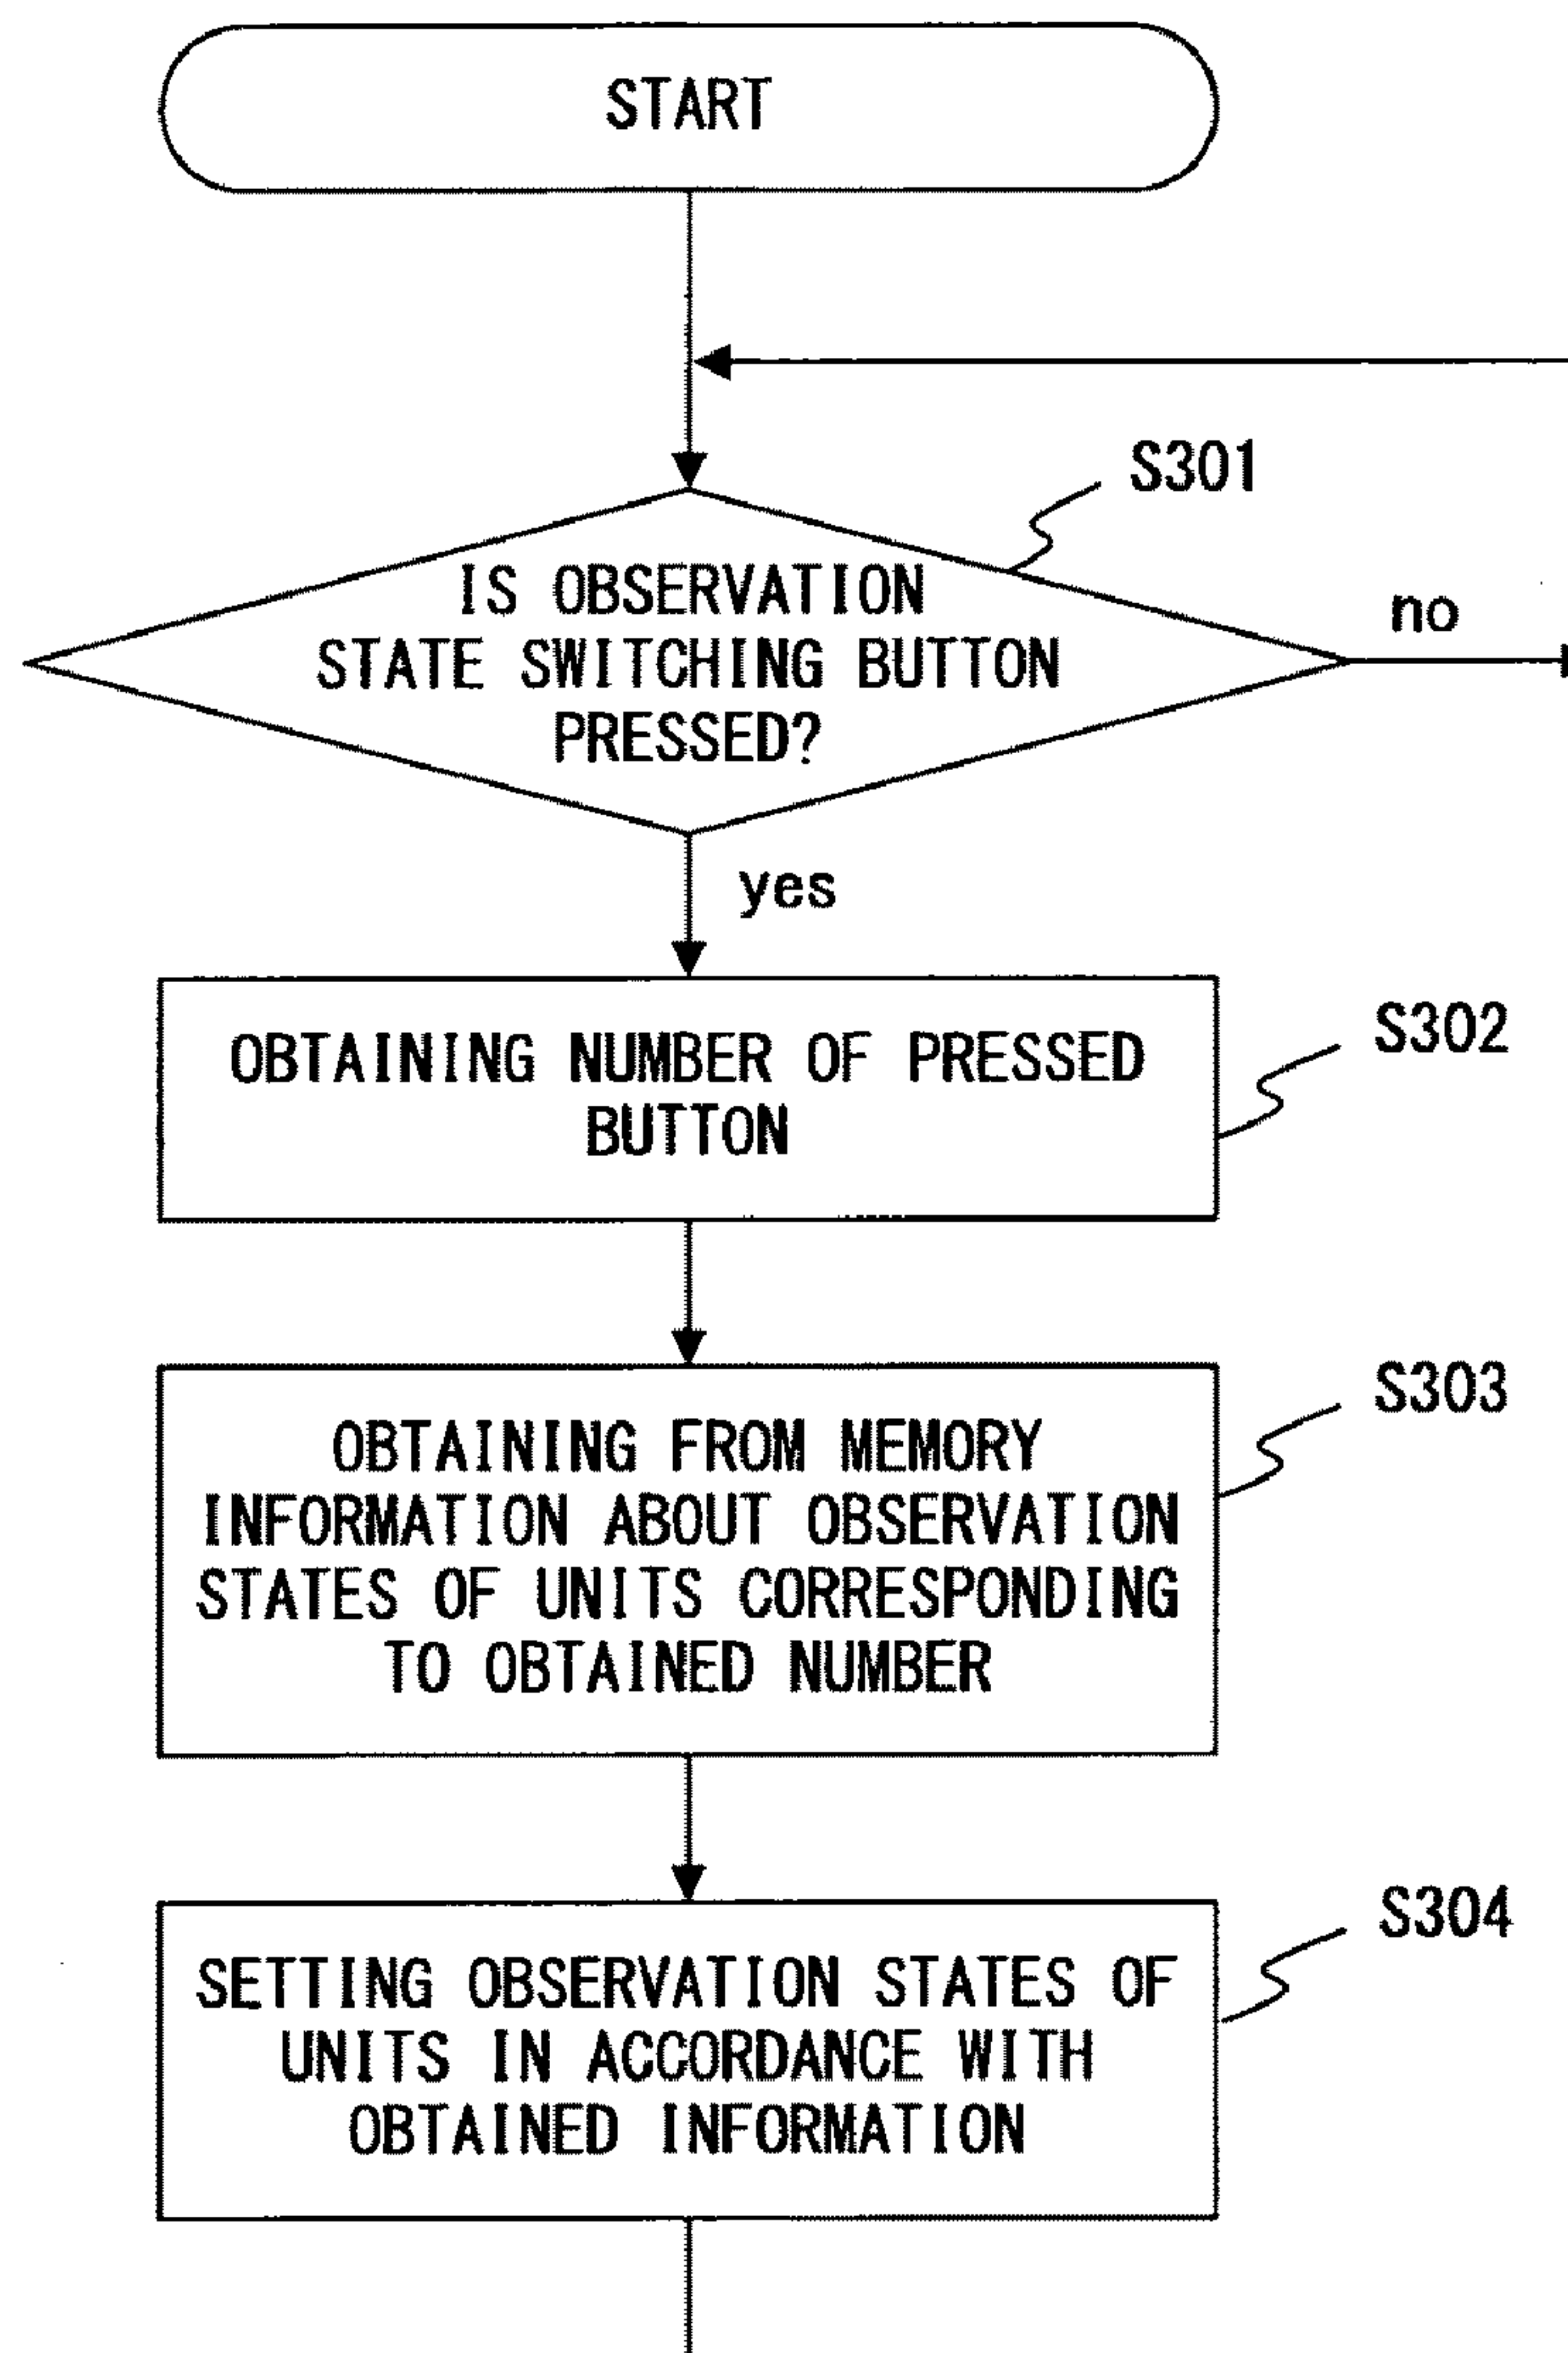 START
S301
IS OBSERVATION
STATE SWITCHING BUTTON
PRESSED?
no
yes
S302
OBTAINING NUMBER OF PRESSED
BUTTON
S303
OBTAINING FROM MEMORY
INFORMATION ABOUT OBSERVATION
STATES OF UNITS CORRESPONDING
TO OBTAINED NUMBER
S304
SETTING OBSERVATION STATES OF
UNITS IN ACCORDANCE WITH
OBTAINED INFORMATION